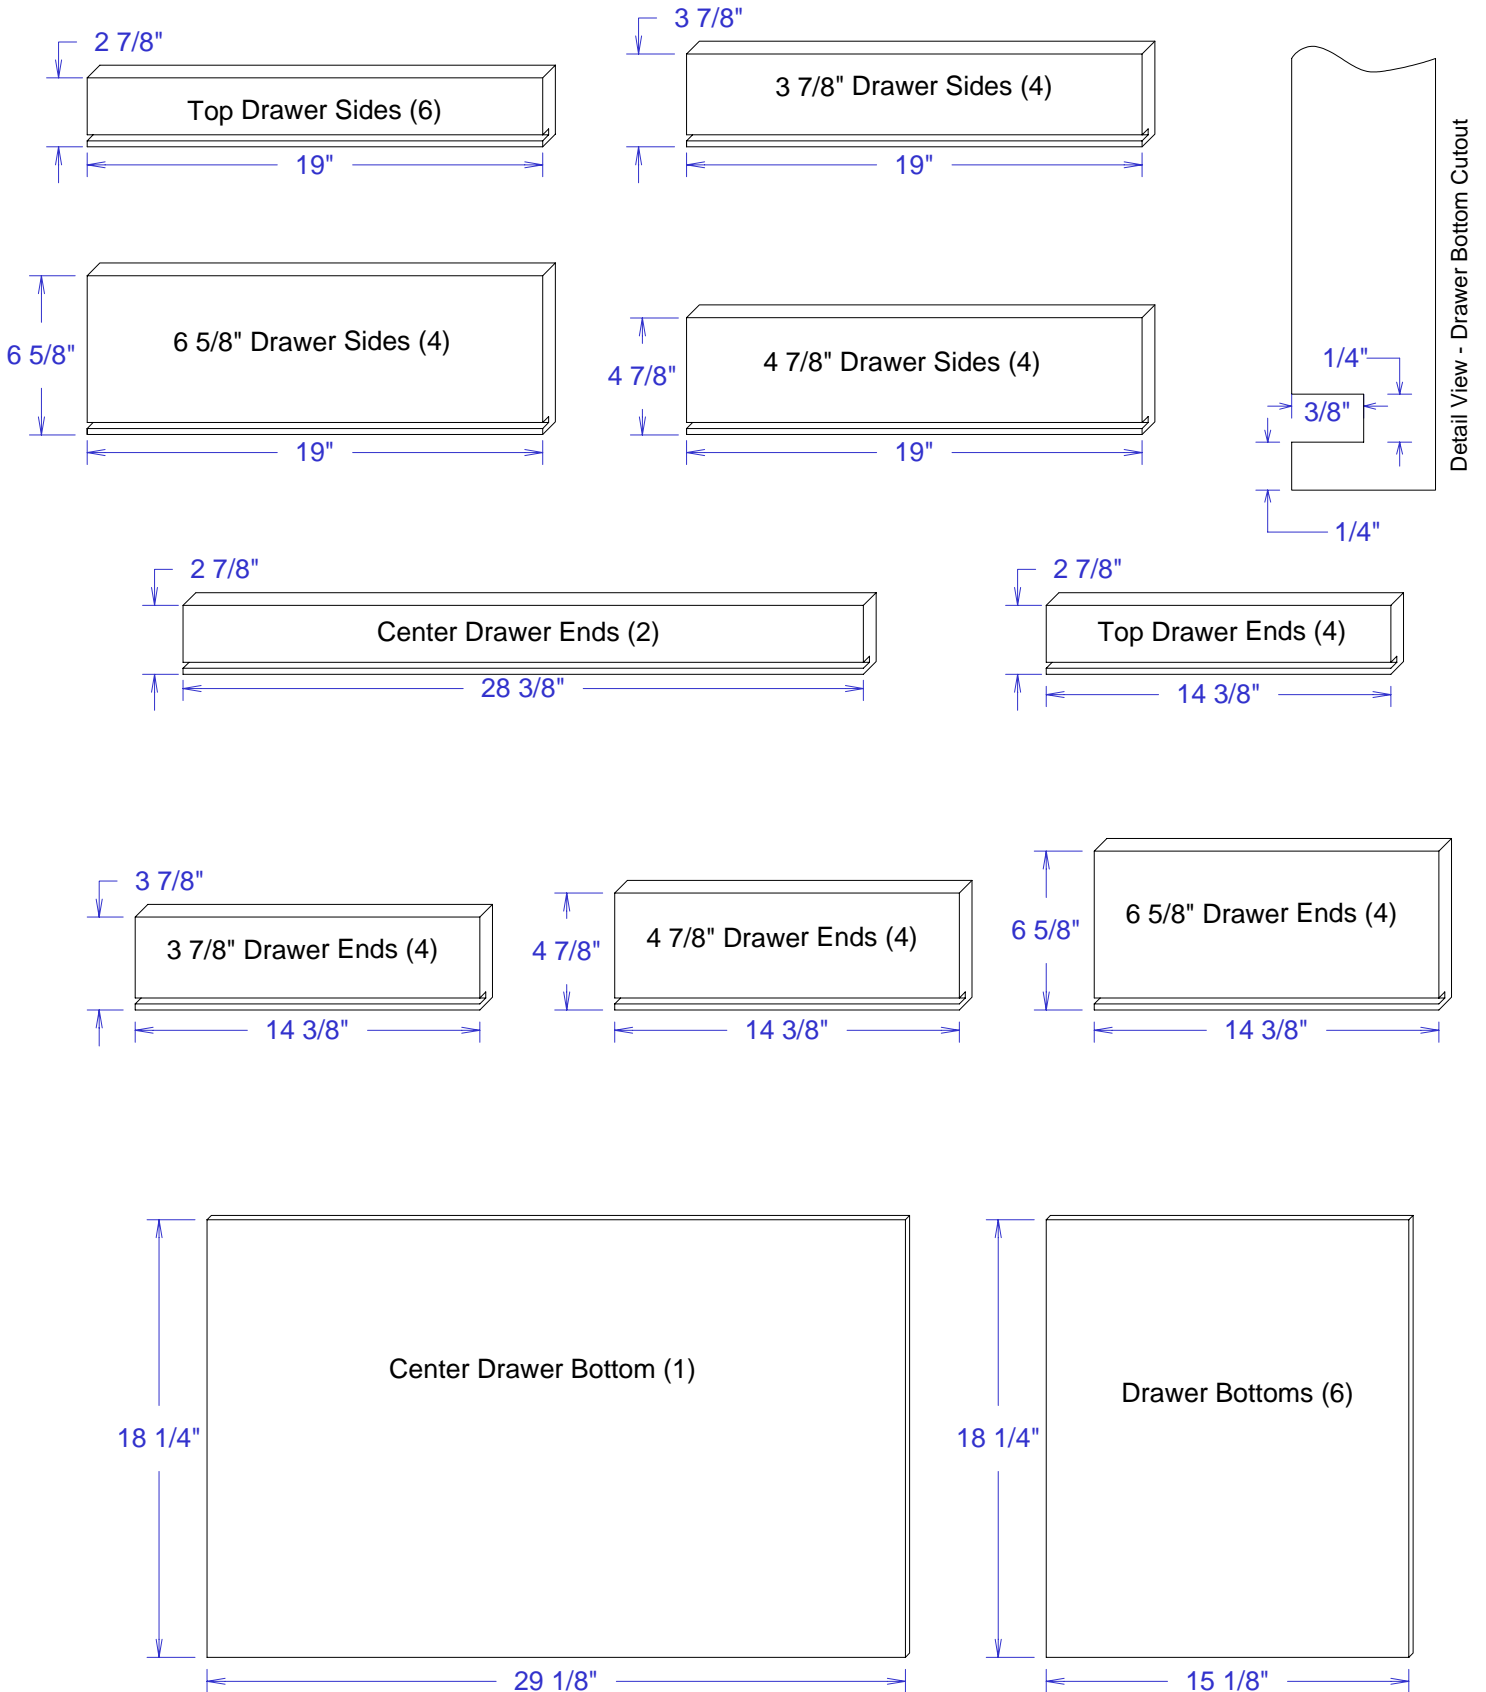 2 7/8"
Top Drawer Sides (6)
19"
3 7/8"
3 7/8" Drawer Sides (4)
19"
6 5/8"
6 5/8" Drawer Sides (4)
19"
4 7/8"
4 7/8" Drawer Sides (4)
19"
1/4"
3/8"
1/4"
Detail View - Drawer Bottom Cutout
2 7/8"
Center Drawer Ends (2)
28 3/8"
2 7/8"
Top Drawer Ends (4)
14 3/8"
3 7/8"
3 7/8" Drawer Ends (4)
14 3/8"
4 7/8"
4 7/8" Drawer Ends (4)
14 3/8"
6 5/8"
6 5/8" Drawer Ends (4)
14 3/8"
Center Drawer Bottom (1)
18 1/4"
29 1/8"
Drawer Bottoms (6)
18 1/4"
15 1/8"